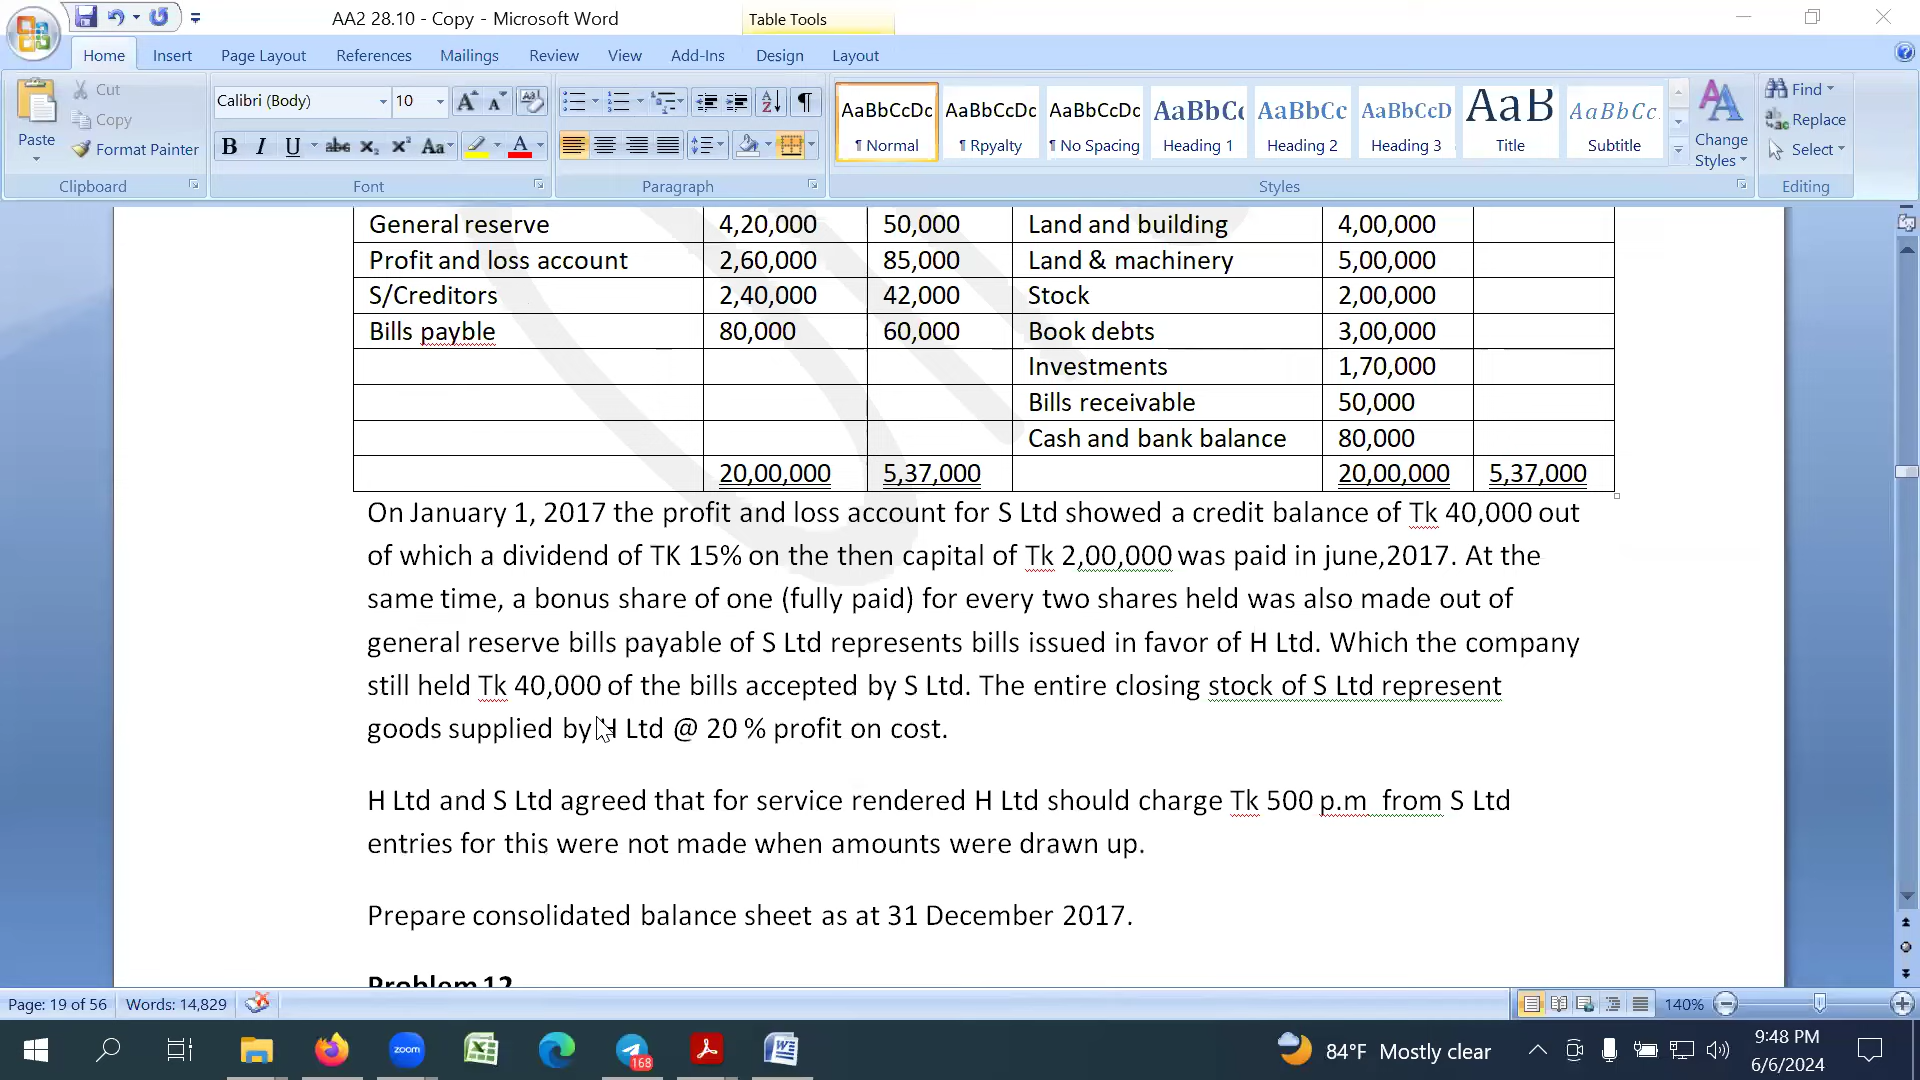 AA2 28.10 - Copy - Microsoft Word
Table Tools
Home Insert Page Layout References Mailings Review View Add-Ins Design Layout
Paste
Cut
Copy
Format Painter
Clipboard
Calibri (Body) 10
Font
Paragraph
AaBbCcDc AaBbCcDc AaBbCcDc AaBbC AaBbCc AaBbCcD AaB AaBbCc.
¶ Normal ¶ Rpyalty ¶ No Spacing Heading 1 Heading 2 Heading 3 Title Subtitle
Change Styles
Styles
Find
Replace
Select
Editing
General reserve 4,20,000 50,000 Land and building 4,00,000
Profit and loss account 2,60,000 85,000 Land & machinery 5,00,000
S/Creditors 2,40,000 42,000 Stock 2,00,000
Bills payble 80,000 60,000 Book debts 3,00,000
Investments 1,70,000
Bills receivable 50,000
Cash and bank balance 80,000
20,00,000 5,37,000 20,00,000 5,37,000
On January 1, 2017 the profit and loss account for S Ltd showed a credit balance of Tk 40,000 out
of which a dividend of TK 15% on the then capital of Tk 2,00,000 was paid in june,2017. At the
same time, a bonus share of one (fully paid) for every two shares held was also made out of
general reserve bills payable of S Ltd represents bills issued in favor of H Ltd. Which the company
still held Tk 40,000 of the bills accepted by S Ltd. The entire closing stock of S Ltd represent
goods supplied by H Ltd @ 20 % profit on cost.
H Ltd and S Ltd agreed that for service rendered H Ltd should charge Tk 500 p.m from S Ltd
entries for this were not made when amounts were drawn up.
Prepare consolidated balance sheet as at 31 December 2017.
Problem 12
Page: 19 of 56 Words: 14,829 140%
zoom
168
84°F Mostly clear
9:48 PM
6/6/2024